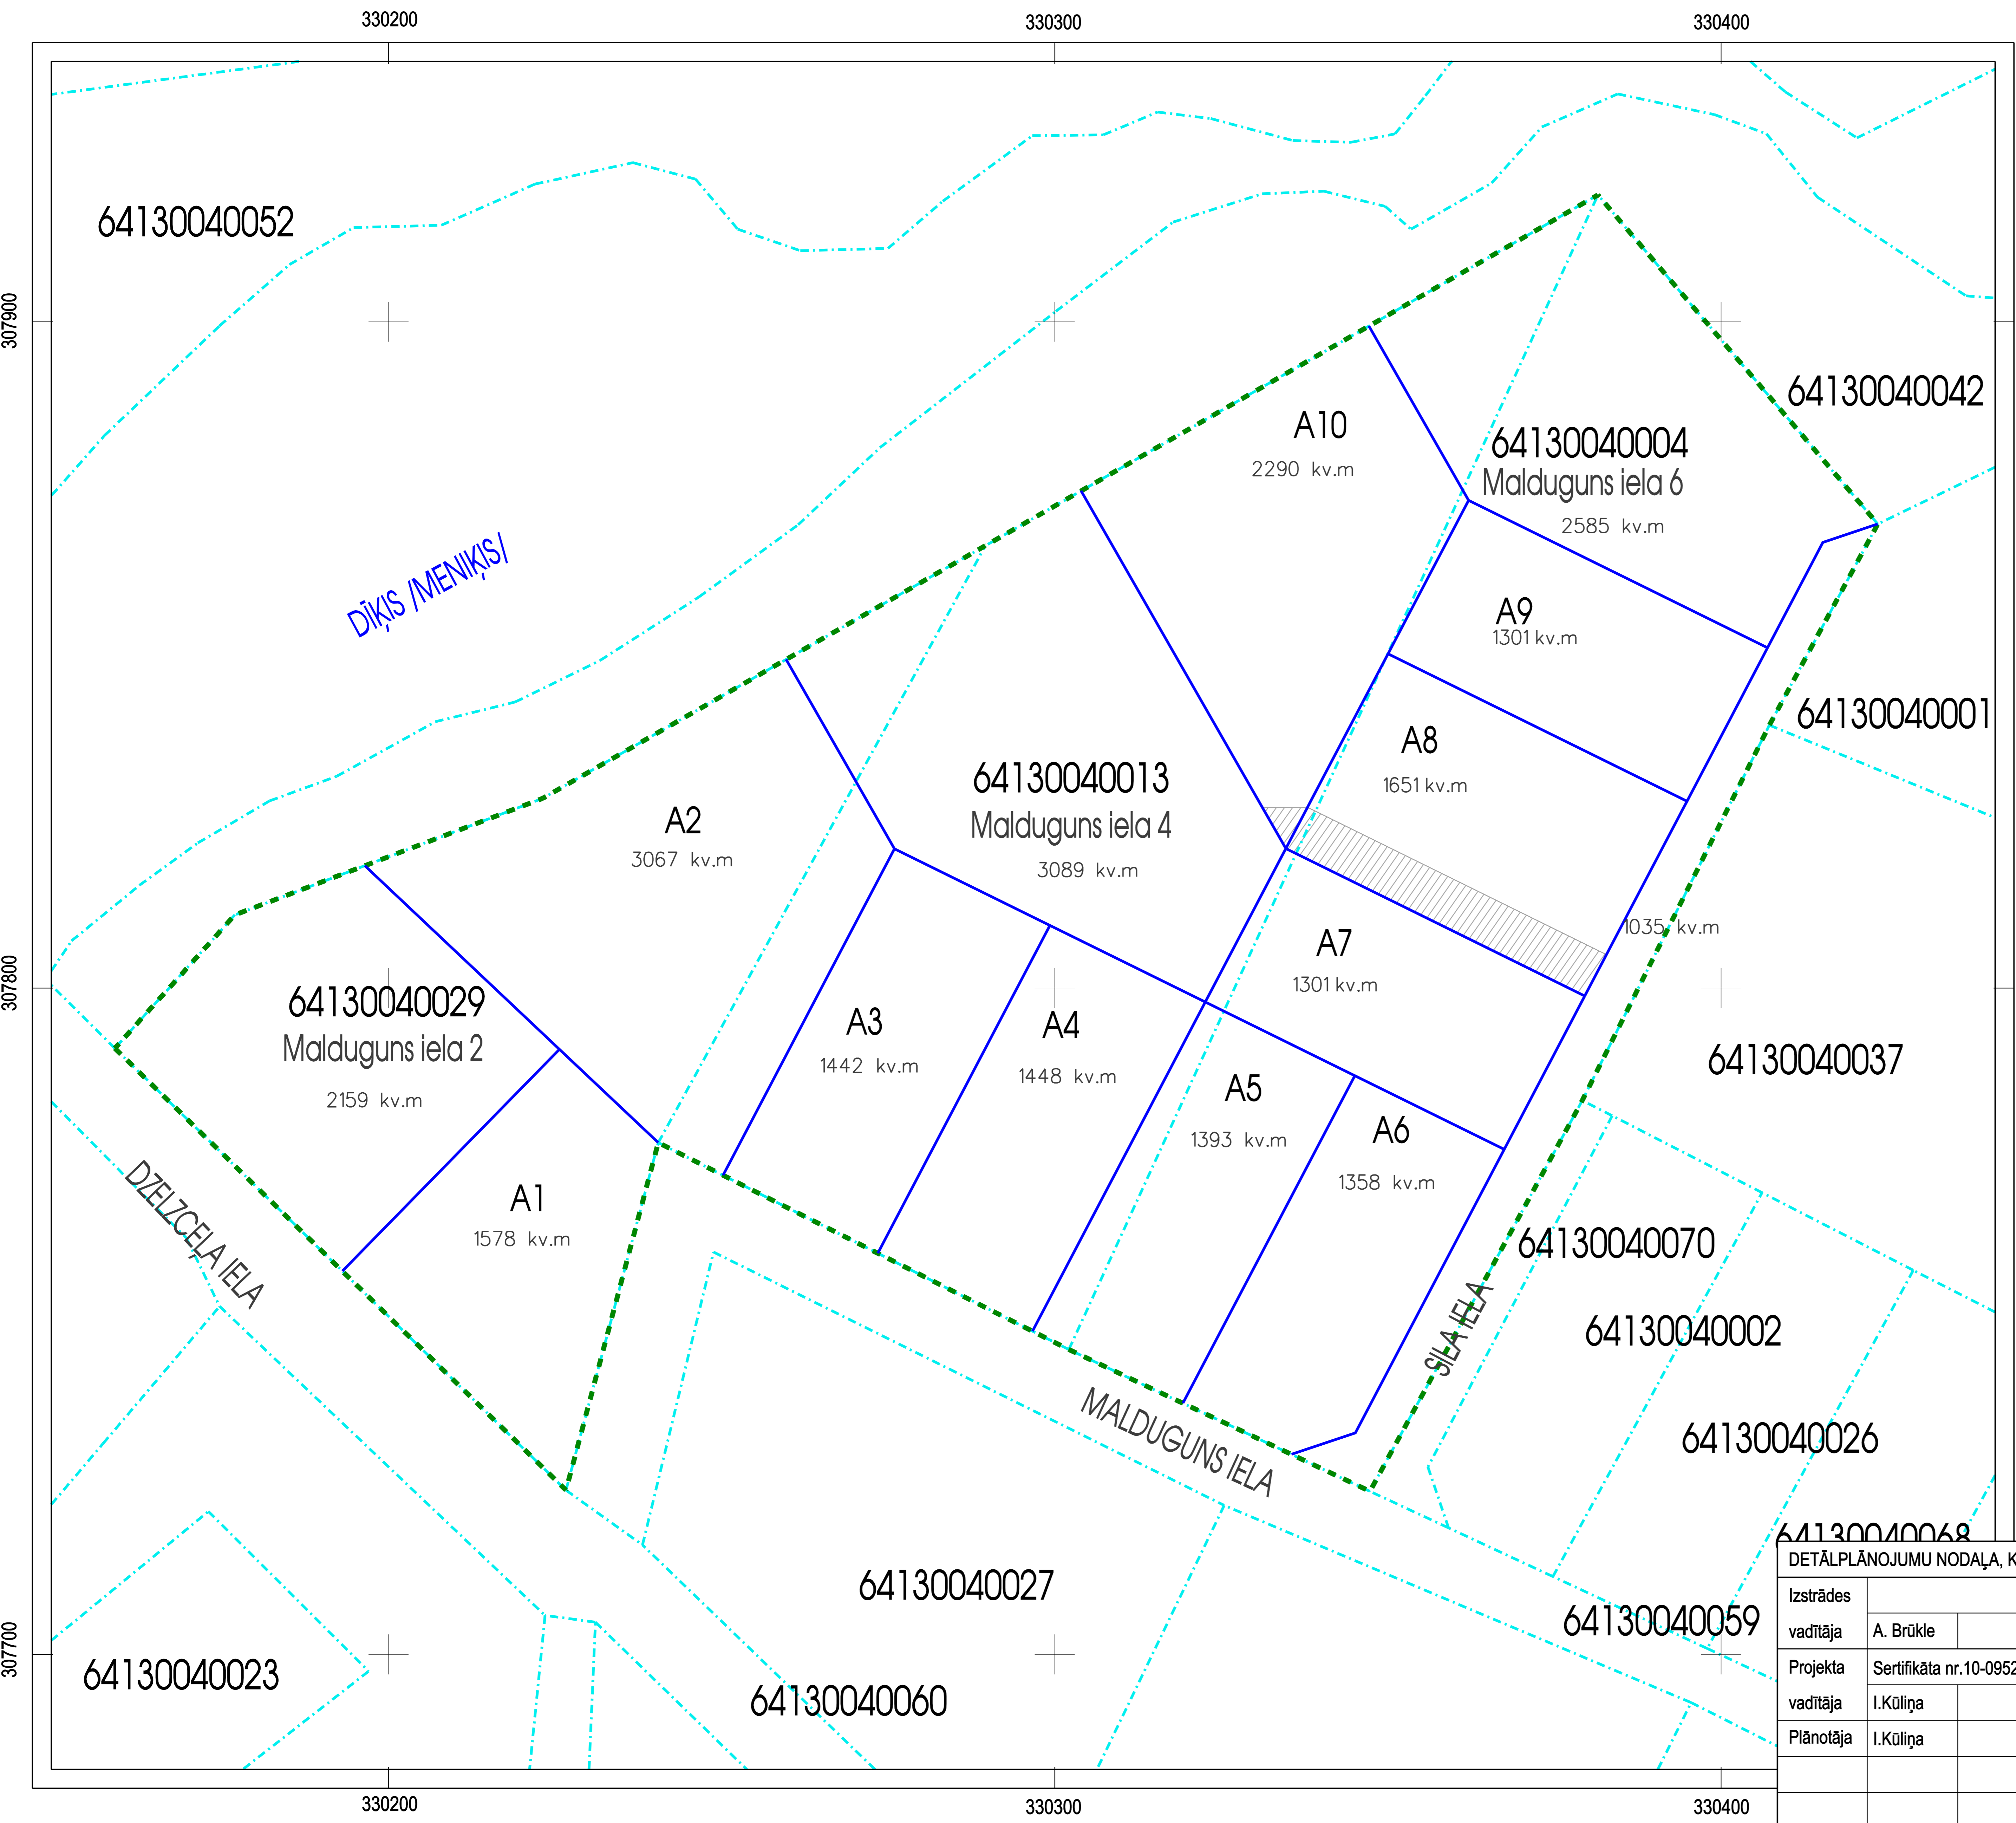 330200
330300
330400
307900
307800
307700
64130040052
64130040042
A10
2290 kv.m
64130040004
Malduguns iela 6
2585 kv.m
DĪĶIS /MENIĶIS/
A9
1301 kv.m
64130040001
A8
1651 kv.m
64130040013
Malduguns iela 4
3089 kv.m
A2
3067 kv.m
1035 kv.m
A7
1301 kv.m
64130040029
Malduguns iela 2
2159 kv.m
A3
1442 kv.m
A4
1448 kv.m
64130040037
A5
1393 kv.m
A6
1358 kv.m
A1
1578 kv.m
DZELZCEĻA IELA
64130040070
SILA IELA
64130040002
MALDUGUNS IELA
64130040026
64130040068
64130040027
64130040059
64130040023
64130040060
DETĀLPLĀNOJUMU NODAĻA, K
Izstrādes
vadītāja A. Brūkle
Projekta Sertifikāta nr.10-0952
vadītāja I.Kūliņa
Plānotāja I.Kūliņa
330200
330300
330400